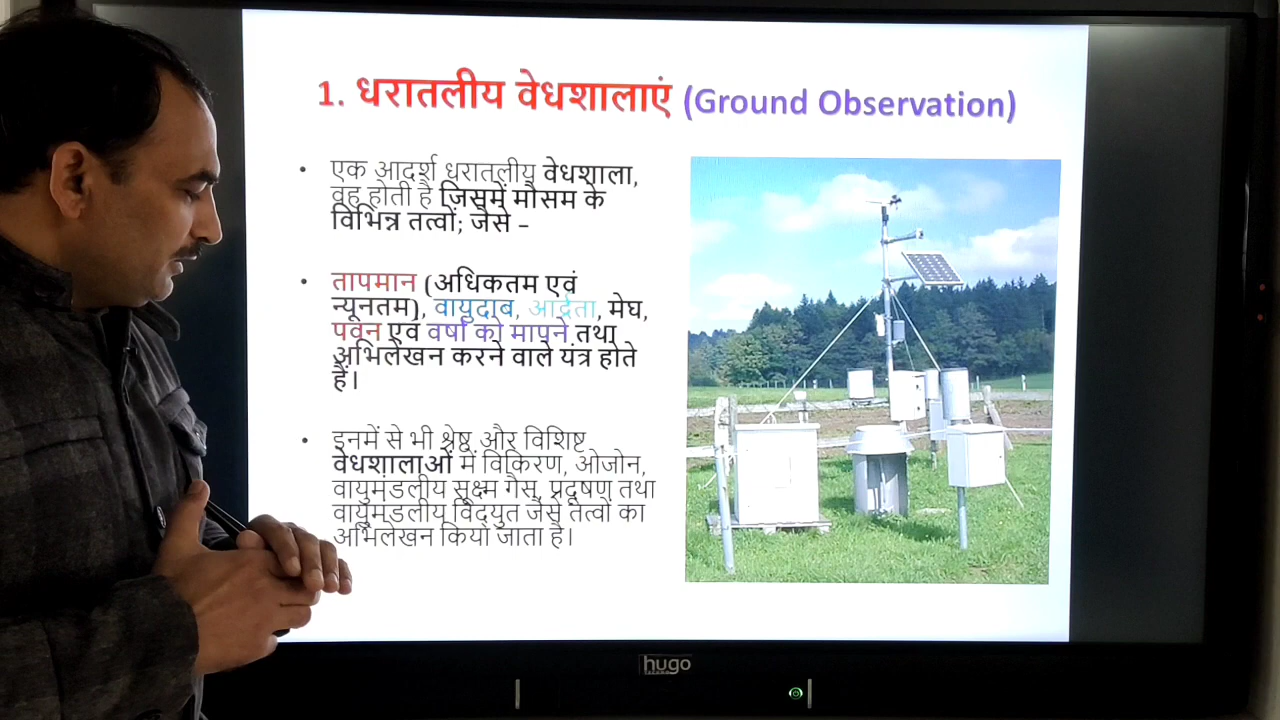 1. धरातलीय वेधशालाएं (Ground Observation)
• एक आदर्श धरातलीय वेधशाला,
वह होती है जिसमें मौसम के
विभिन्न तत्वों; जैसे –
• तापमान (अधिकतम एवं
न्यूनतम), वायुदाब, आर्द्रता, मेघ,
पवन एवं वर्षा को मापने तथा
अभिलेखन करने वाले यंत्र होते
हैं।
• इनमें से भी श्रेष्ठ और विशिष्ट
वेधशालाओं में विकिरण, ओजोन,
वायुमंडलीय सूक्ष्म गैस, प्रदूषण तथा
वायुमंडलीय विद्युत जैसे तत्वों का
अभिलेखन किया जाता है।
hugo